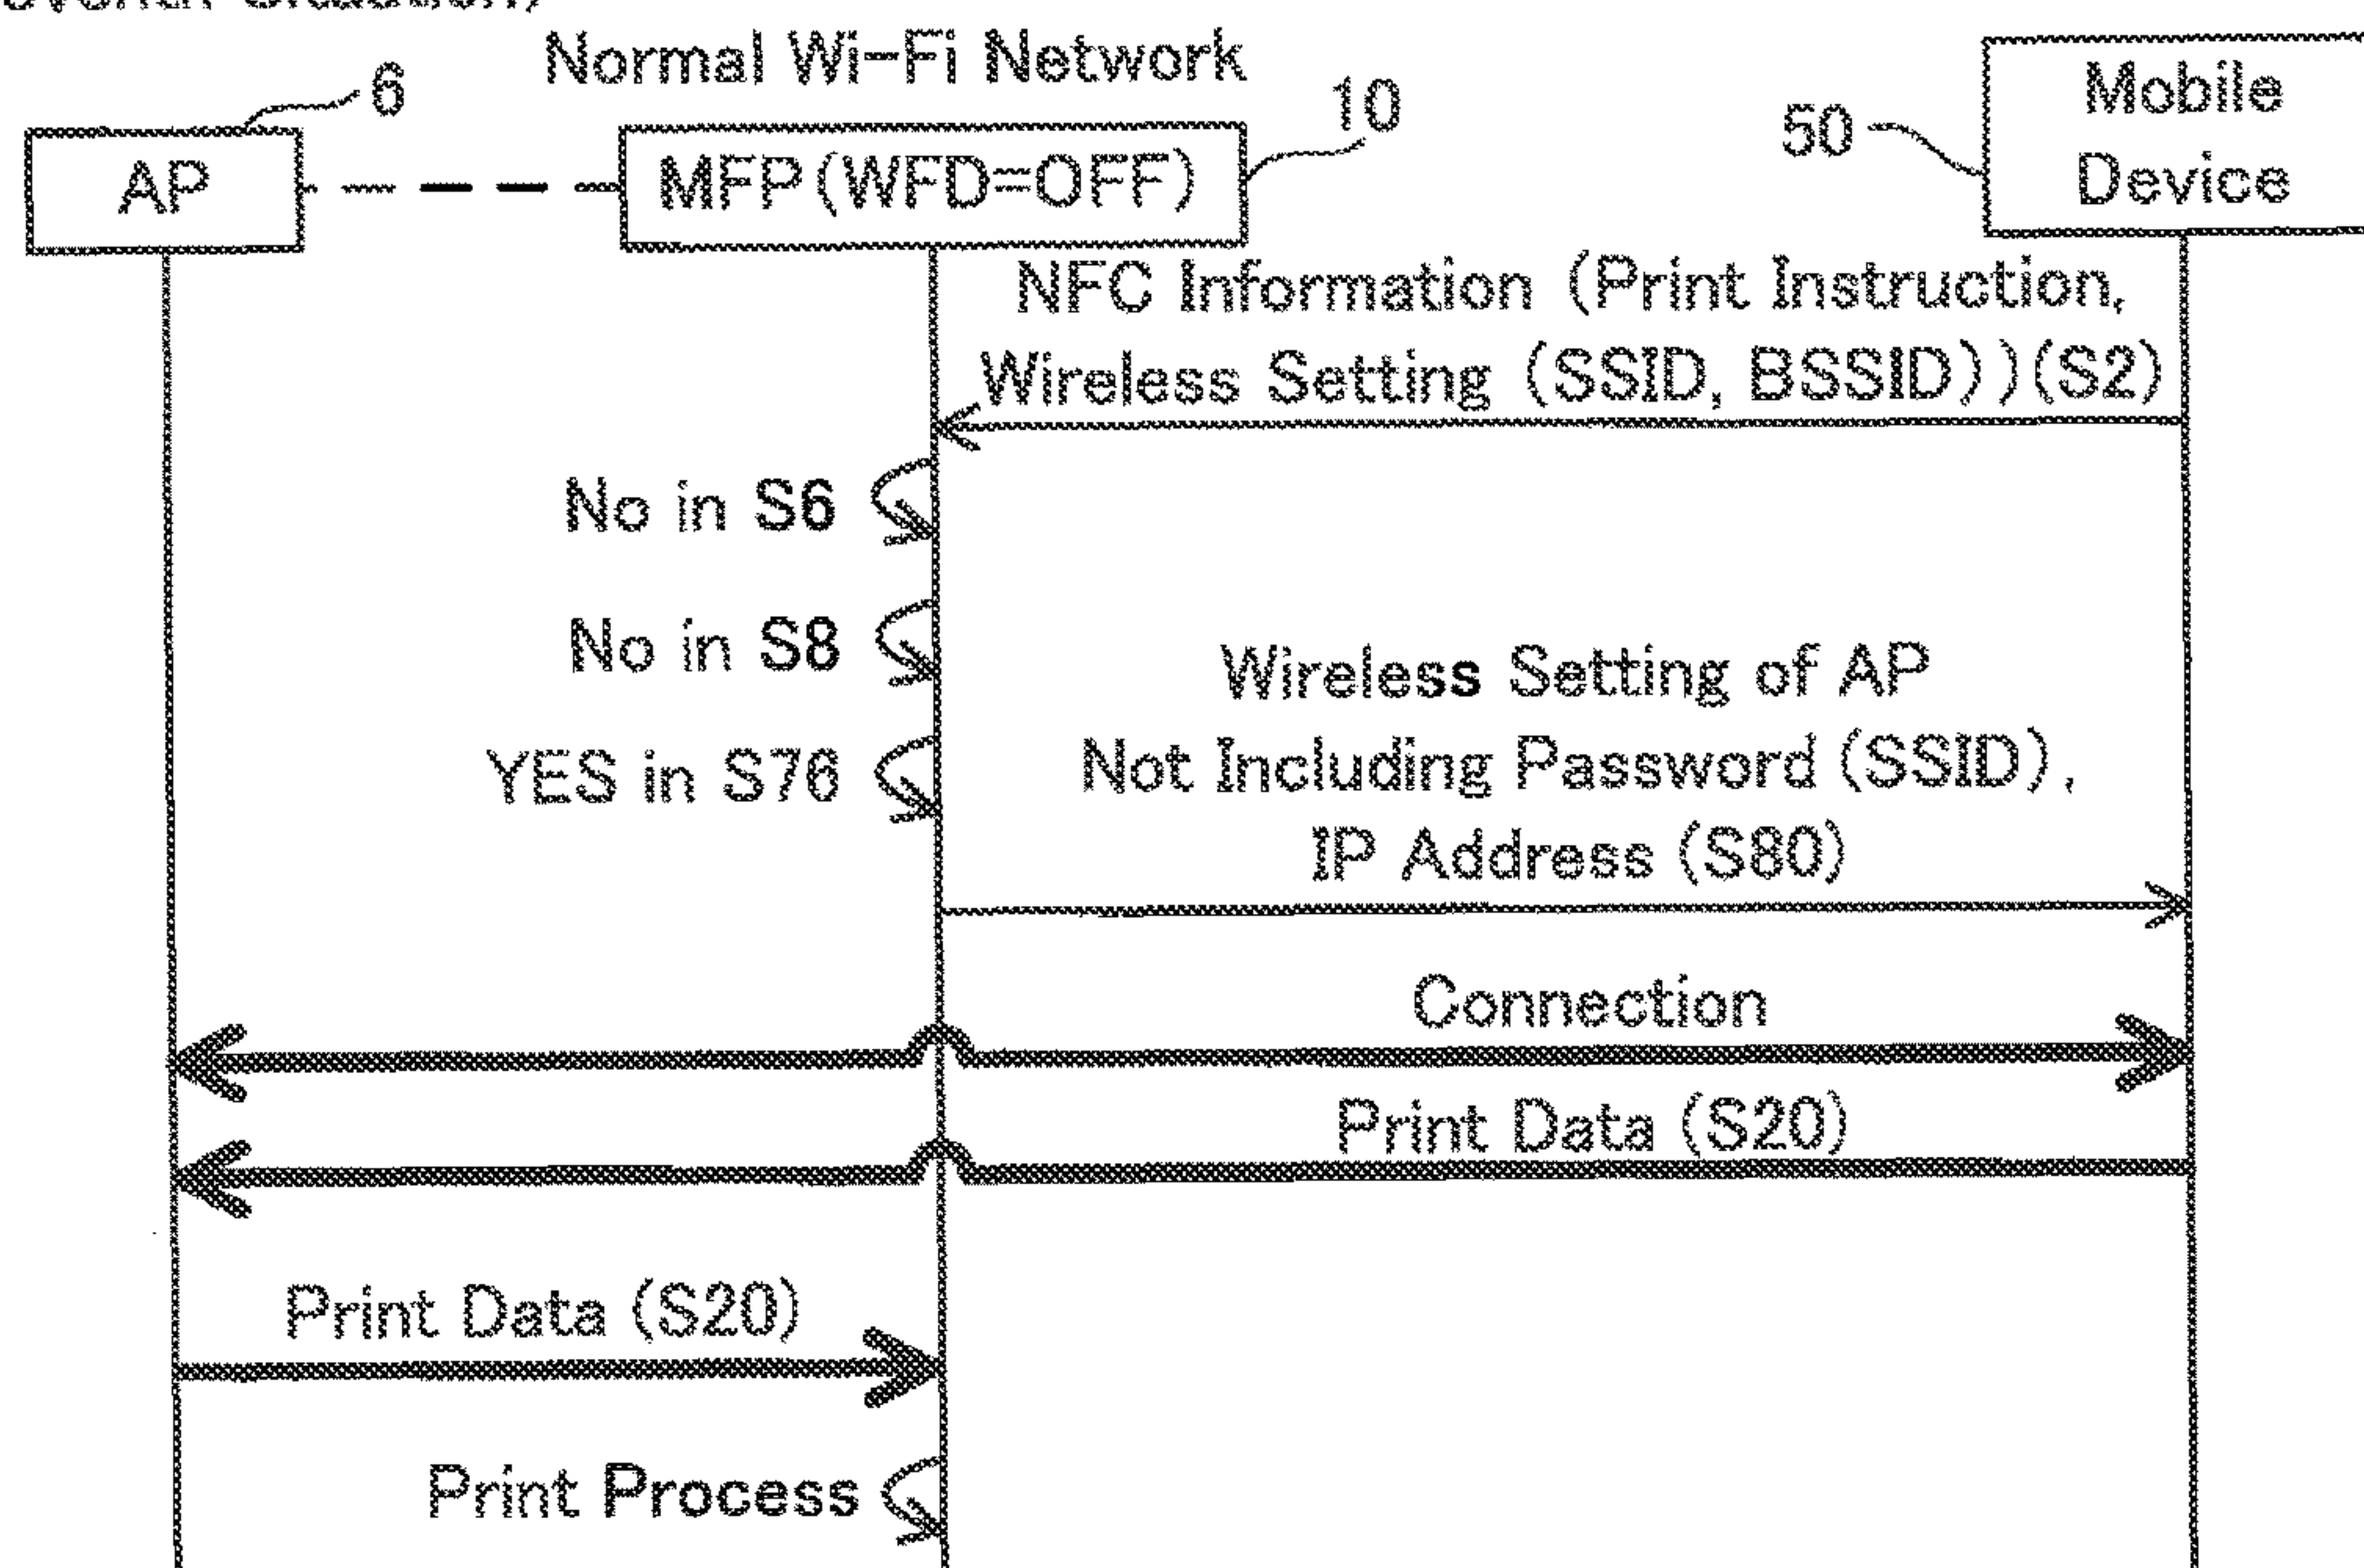 Normal Wi-Fi Network
6
10
50
Mobile
Device
AP
MFP(WFD=OFF)
NFC Information (Print Instruction,
Wireless Setting (SSID, BSSID))(S2)
No in S6
No in S8
Wireless Setting of AP
YES in S76
Not Including Password (SSID),
IP Address (S80)
Connection
Print Data (S20)
Print Data (S20)
Print Process